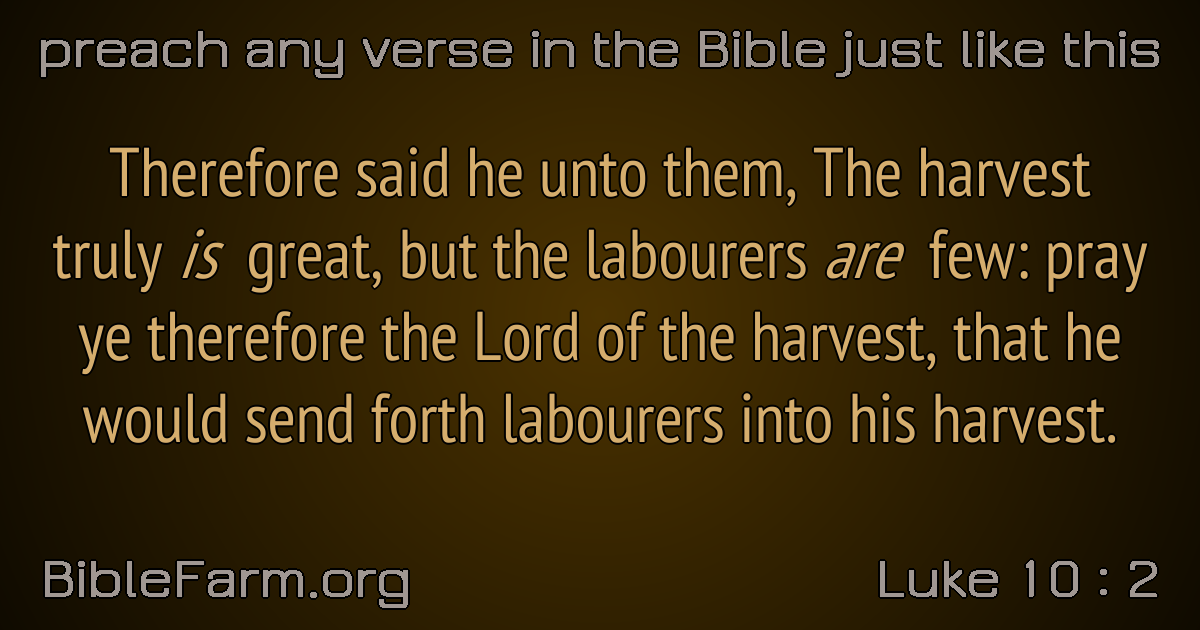 preach any verse in the Bible just like this
Therefore said he unto them, The harvest
truly is great, but the labourers are few: pray
ye therefore the Lord of the harvest, that he
would send forth labourers into his harvest.
BibleFarm.org
Luke 10 : 2